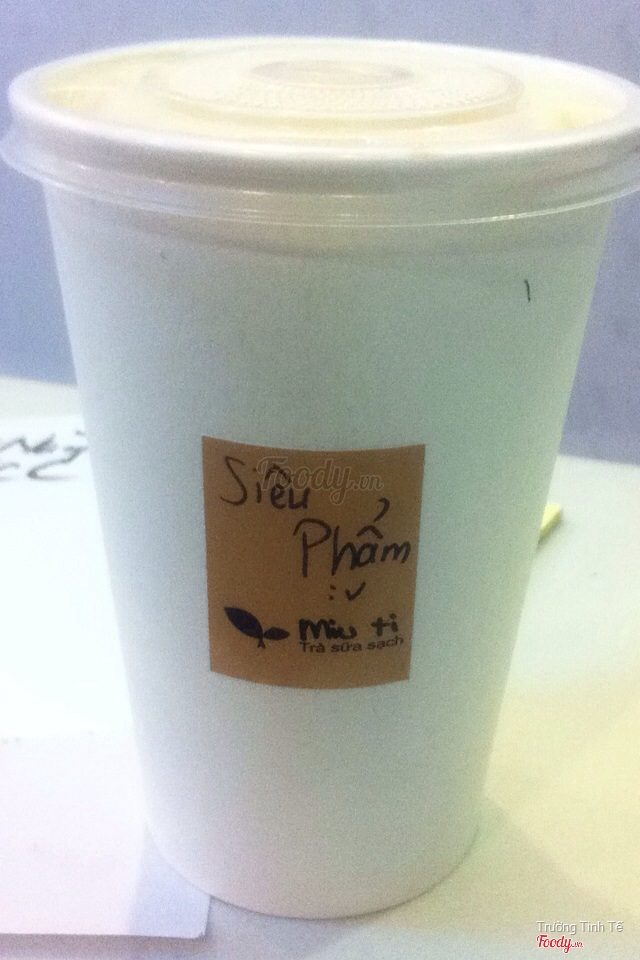 Foody.vn
Siêu
Phẩm
:v
Miu ti
Trà sữa sạch
Trường Tinh Tế
Foody.vn